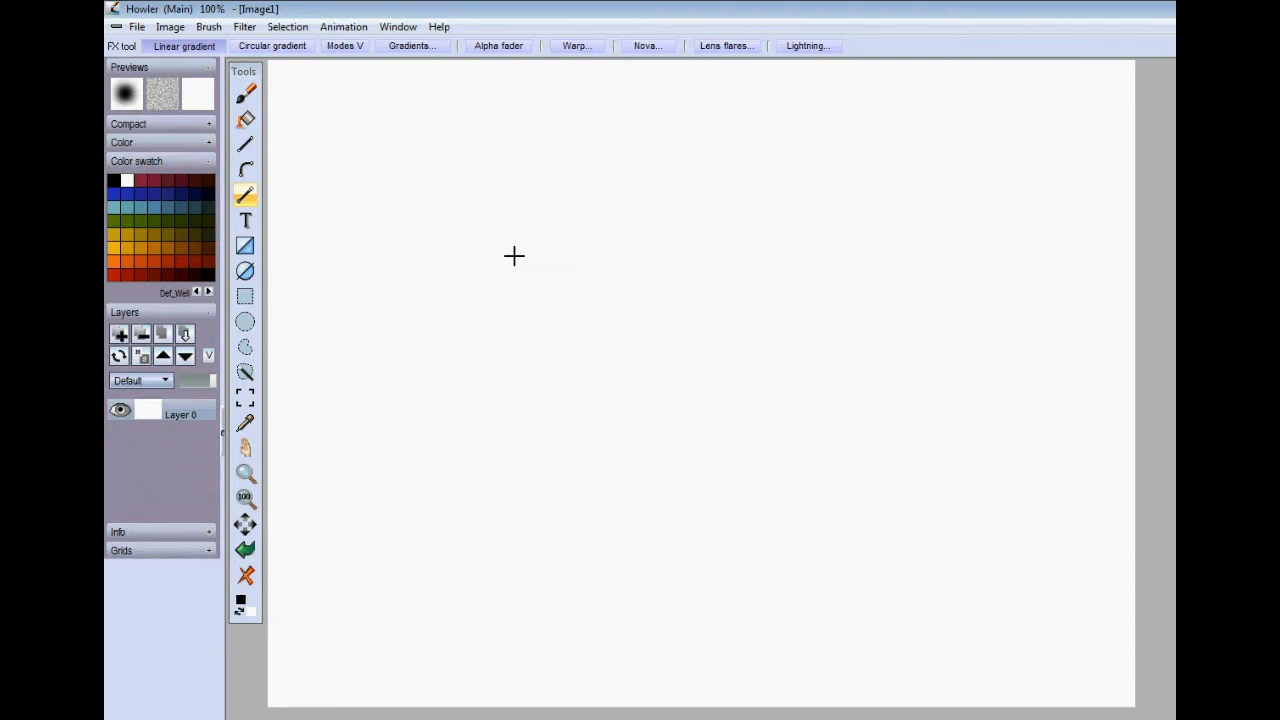 Howler (Main) 100% - [Image1]
File Image Brush Filter Selection Animation Window Help
FX tool Linear gradient Circular gradient Modes V Gradients... Alpha fader Warp... Nova... Lens flares... Lightning...
Previews -
Tools
Compact +
Color +
Color swatch -
T
Def_Well
Layers -
V
Default
Layer 0
100
Info +
Grids +